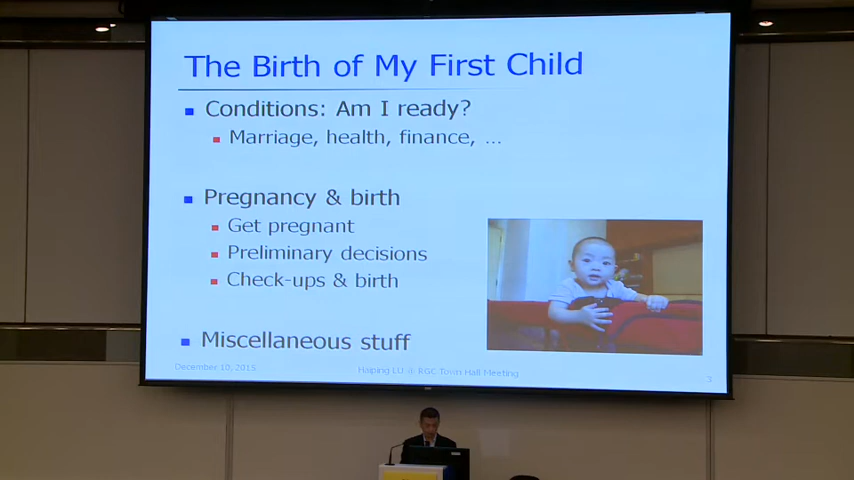 The Birth of My First Child
Conditions: Am I ready?
Marriage, health, finance, ...
Pregnancy & birth
Get pregnant
Preliminary decisions
Check-ups & birth
Miscellaneous stuff
December 10, 2015
Haiping LU @ RGC Town Hall Meeting
3